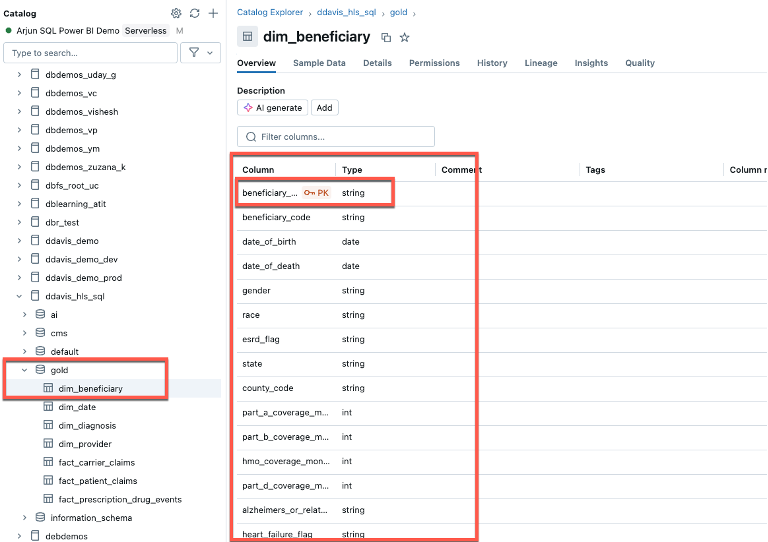 Catalog
Arjun SQL Power BI Demo Serverless M
Type to search...
dbdemos_uday_g
dbdemos_vc
dbdemos_vishesh
dbdemos_vp
dbdemos_ym
dbdemos_zuzana_k
dbfs_root_uc
dblearning_atit
dbr_test
ddavis_demo
ddavis_demo_dev
ddavis_demo_prod
ddavis_hls_sql
ai
cms
default
gold
dim_beneficiary
dim_date
dim_diagnosis
dim_provider
fact_carrier_claims
fact_patient_claims
fact_prescription_drug_events
information_schema
debdemos
Catalog Explorer › ddavis_hls_sql › gold ›
dim_beneficiary
Overview Sample Data Details Permissions History Lineage Insights Quality
Description
AI generate Add
Filter columns...
Column Type Comment Tags Column r
beneficiary_... PK string
beneficiary_code string
date_of_birth date
date_of_death date
gender string
race string
esrd_flag string
state string
county_code string
part_a_coverage_m... int
part_b_coverage_m... int
hmo_coverage_mon... int
part_d_coverage_m... int
alzheimers_or_relat... string
heart_failure_flag string